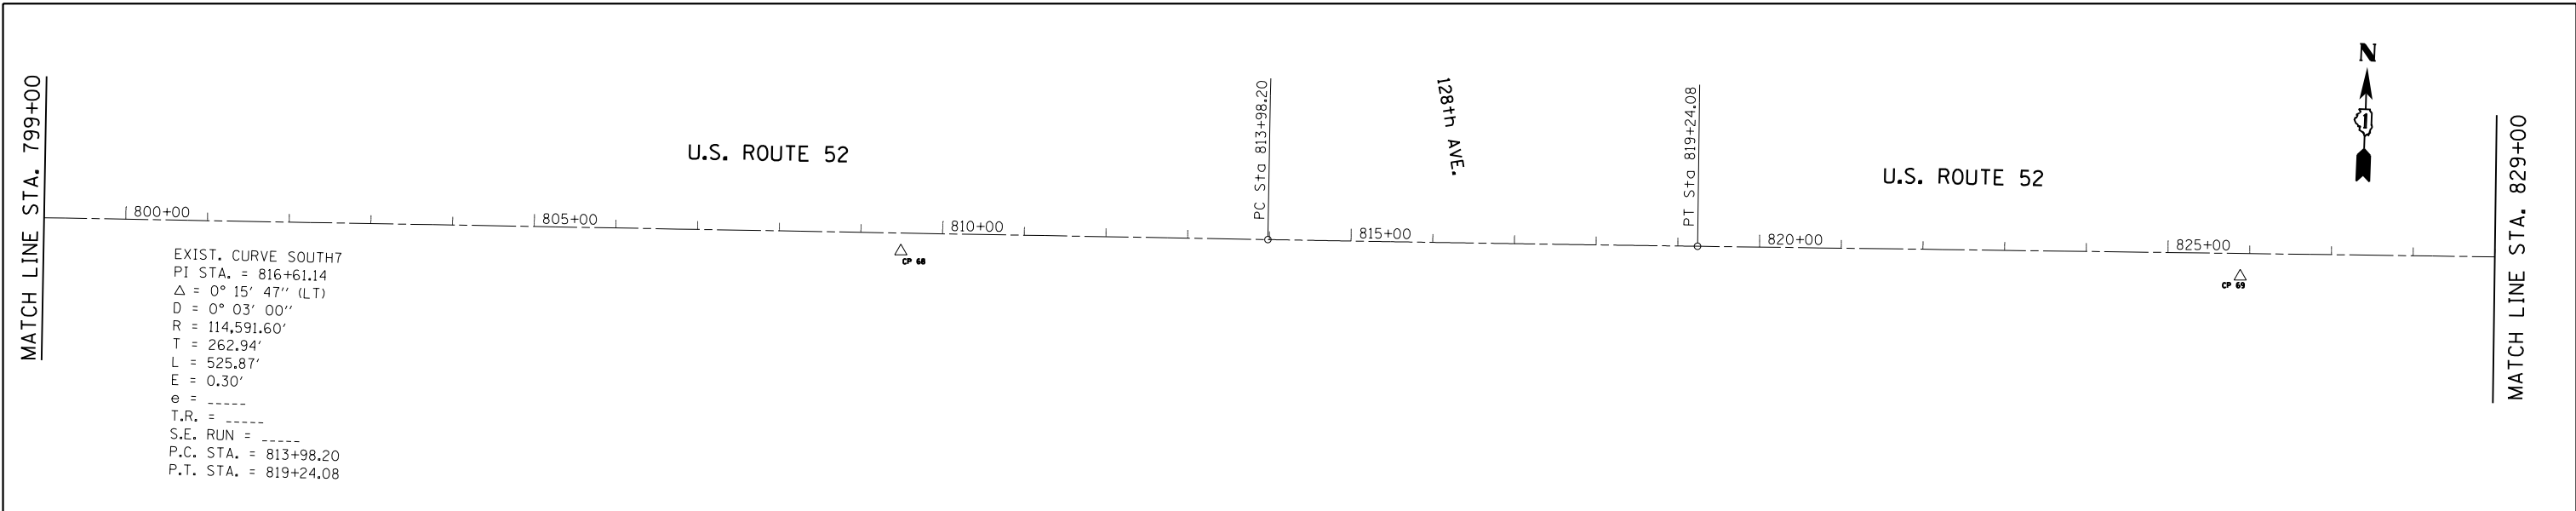 MATCH LINE STA. 799+00
U.S. ROUTE 52
PC Sta 813+98.20
128th AVE.
PT Sta 819+24.08
U.S. ROUTE 52
N
1
MATCH LINE STA. 829+00
800+00
805+00
810+00
815+00
820+00
825+00
CP 68
CP 69
EXIST. CURVE SOUTH7
PI STA. = 816+61.14
Δ = 0° 15' 47'' (LT)
D = 0° 03' 00''
R = 114,591.60'
T = 262.94'
L = 525.87'
E = 0.30'
e = _____
T.R. = _____
S.E. RUN = _____
P.C. STA. = 813+98.20
P.T. STA. = 819+24.08